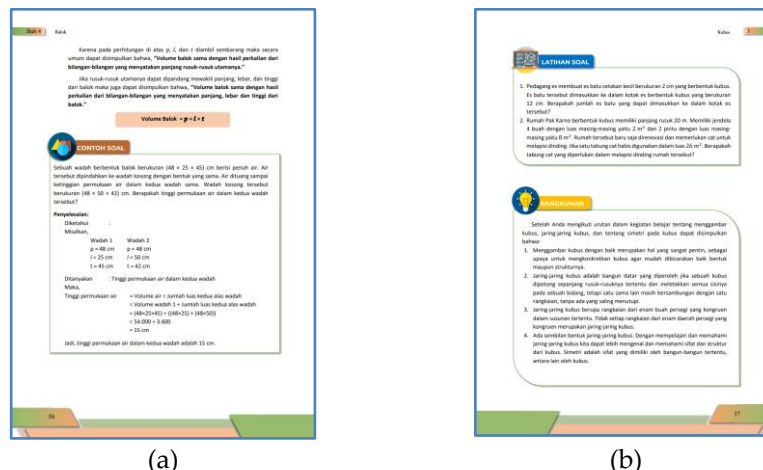 Bab 4 Balok
Karena pada perhitungan di atas p, l, dan t diambil sembarang maka secara
umum dapat disimpulkan bahwa, "Volume balok sama dengan hasil perkalian dari
bilangan-bilangan yang menyatakan panjang rusuk-rusuk utamanya."
Jika rusuk-rusuk utamanya dapat dipandang mewakili panjang, lebar, dan tinggi
dari balok maka juga dapat disimpulkan bahwa, "Volume balok sama dengan hasil
perkalian dari bilangan-bilangan yang menyatakan panjang, lebar dan tinggi dari
balok."
Volume Balok = p × l × t
CONTOH SOAL
Sebuah wadah berbentuk balok berukuran (48 × 25 × 45) cm berisi penuh air. Air
tersebut dipindahkan ke wadah kosong dengan bentuk yang sama. Air dituang sampai
ketinggian permukaan air dalam kedua wadah sama. Wadah kosong tersebut
berukuran (48 × 50 × 42) cm. Berapakah tinggi permukaan air dalam kedua wadah
tersebut?
Penyelesaian:
Diketahui :
Misalkan,
Wadah 1 Wadah 2
p = 48 cm p = 48 cm
l = 25 cm l = 50 cm
t = 45 cm t = 42 cm
Ditanyakan : Tinggi permukaan air dalam kedua wadah
Maka,
Tinggi permukaan air = Volume air ÷ Jumlah luas kedua alas wadah
= Volume wadah 1 ÷ Jumlah luas kedua alas wadah
= (48×25×45) ÷ ((48×25) + (48×50))
= 54.000 ÷ 3.600
= 15 cm
Jadi, tinggi permukaan air dalam kedua wadah adalah 15 cm.
56
(a)
Kubus 3
LATIHAN SOAL
1. Pedagang es membuat es batu cetakan kecil berukuran 2 cm yang berbentuk kubus.
Es batu tersebut dimasukkan ke dalam kotak es berbentuk kubus yang berukuran
12 cm. Berapakah jumlah es batu yang dapat dimasukkan ke dalam kotak es
tersebut?
2. Rumah Pak Karno berbentuk kubus memiliki panjang rusuk 20 m. Memiliki jendela
4 buah dengan luas masing-masing yaitu 2 m² dan 2 pintu dengan luas masing-
masing yaitu 8 m². Rumah tersebut baru saja direnovasi dan memerlukan cat untuk
melapisi dinding. Jika satu tabung cat habis digunakan dalam luas 26 m². Berapakah
tabung cat yang diperlukan dalam melapisi dinding rumah tersebut?
RANGKUMAN
Setelah Anda mengikuti urutan dalam kegiatan belajar tentang menggambar
kubus, jaring-jaring kubus, dan tentang simetri pada kubus dapat disimpulkan
bahwa:
1. Menggambar kubus dengan baik merupakan hal yang sangat pentin, sebagai
upaya untuk mengkonkretkan kubus agar mudah dibicarakan baik bentuk
maupun strukturnya.
2. Jaring-jaring kubus adalah bangun datar yang diperoleh jika sebuah kubus
dipotong sepanjang rusuk-rusuknya tertentu dan meletakkan semua sisinya
pada sebuah bidang, tetapi satu sama lain masih bersambungan dengan satu
rangkaian, tanpa ada yang saling menutupi.
3. Jaring-jaring kubus berupa rangkaian dari enam buah persegi yang kongruen
dalam susunan tertentu. Tidak setiap rangkaian dari enam daerah persegi yang
kongruen merupakan jaring-jaring kubus.
4. Ada sembilan bentuk jaring-jaring kubus. Dengan mempelajari dan memahami
jaring-jaring kubus kita dapat lebih mengenal dan memahami sifat dan struktur
dari kubus. Simetri adalah sifat yang dimiliki oleh bangun-bangun tertentu,
antara lain oleh kubus.
37
(b)